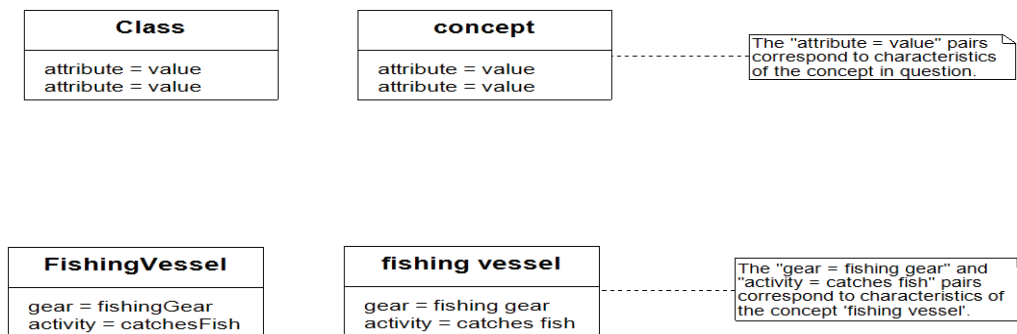 Class
attribute = value
attribute = value
concept
attribute = value
attribute = value
The "attribute = value" pairs
correspond to characteristics
of the concept in question.
FishingVessel
gear = fishingGear
activity = catchesFish
fishing vessel
gear = fishing gear
activity = catches fish
The "gear = fishing gear" and
"activity = catches fish" pairs
correspond to characteristics of
the concept 'fishing vessel'.